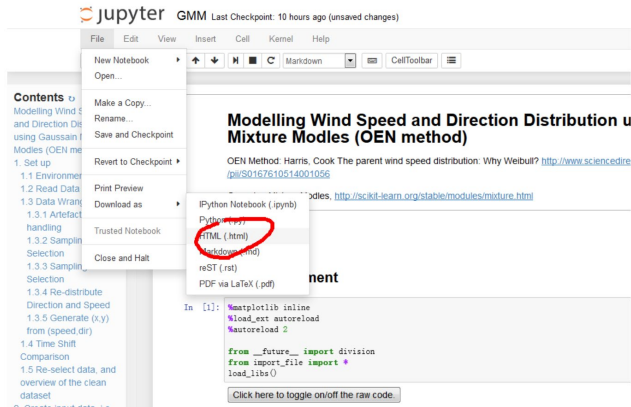 jupyter GMM Last Checkpoint: 10 hours ago (unsaved changes)
File Edit View Insert Cell Kernel Help
Markdown CellToolbar
New Notebook
Open...
Make a Copy...
Rename...
Save and Checkpoint
Revert to Checkpoint
Print Preview
Download as
Trusted Notebook
Close and Halt
IPython Notebook (.ipynb)
Python (.py)
HTML (.html)
Markdown (.md)
reST (.rst)
PDF via LaTeX (.pdf)
Contents
Modelling Wind S
and Direction Dis
using Gaussain M
Modles (OEN me
1. Set up
1.1 Environmer
1.2 Read Data
1.3 Data Wrang
1.3.1 Artefact
handling
1.3.2 Samplin
Selection
1.3.3 Sampling
Selection
1.3.4 Re-distribute
Direction and Speed
1.3.5 Generate (x,y)
from (speed,dir)
1.4 Time Shift
Comparison
1.5 Re-select data, and
overview of the clean
dataset
2. Create input data, i.e.
Modelling Wind Speed and Direction Distribution u
Mixture Modles (OEN method)
OEN Method: Harris, Cook The parent wind speed distribution: Why Weibull? http://www.sciencedire
/pii/S0167610514001056
odles, http://scikit-learn.org/stable/modules/mixture.html
ment
In [1]: %matplotlib inline
%load_ext autoreload
%autoreload 2
from __future__ import division
from import_file import *
load_libs()
Click here to toggle on/off the raw code.